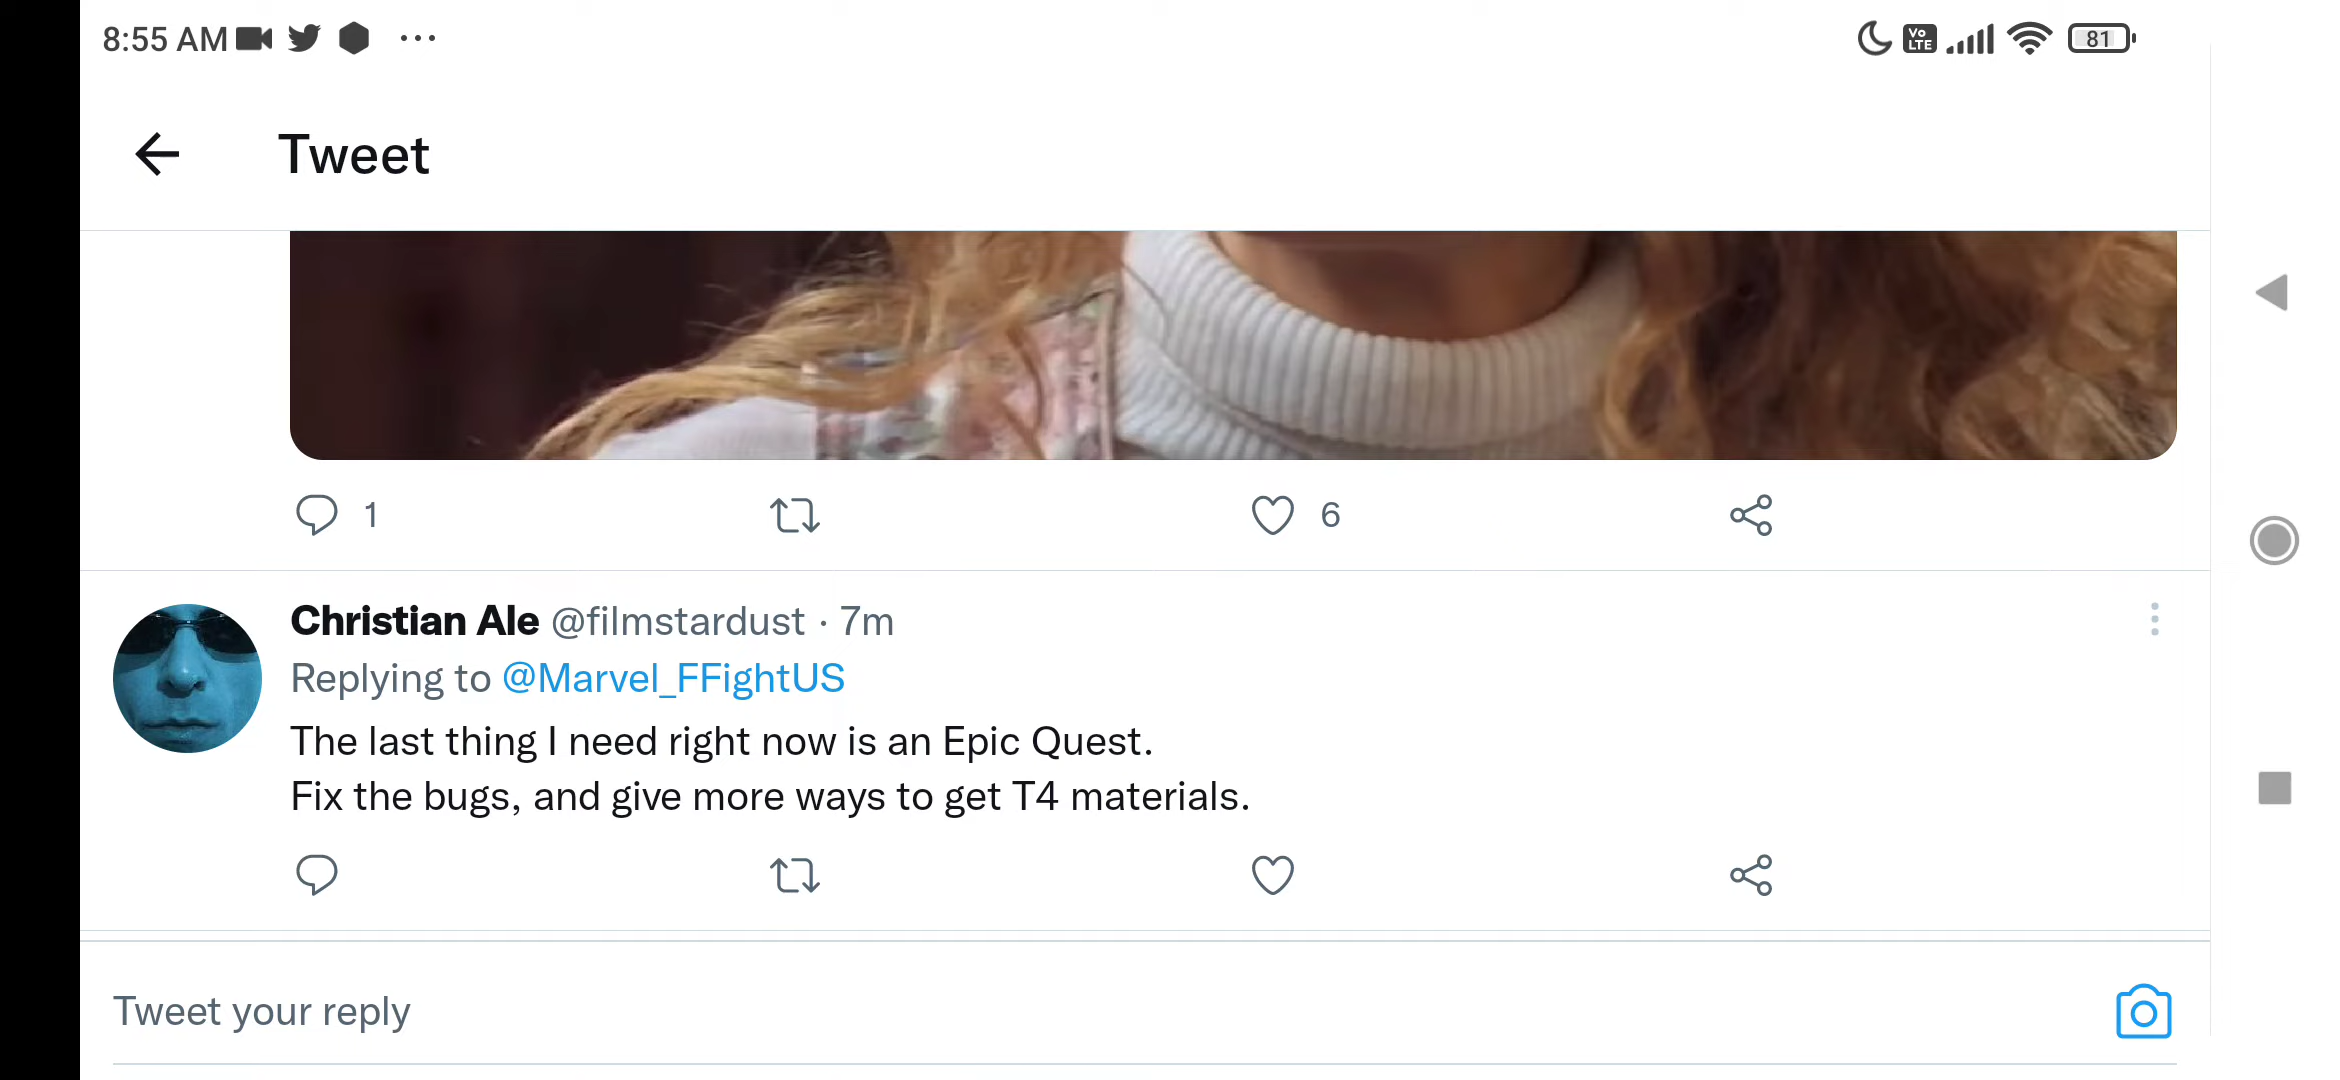 8:55 AM
Vo LTE
81
Tweet
1
6
Christian Ale @filmstardust · 7m
Replying to @Marvel_FFightUS
The last thing I need right now is an Epic Quest.
Fix the bugs, and give more ways to get T4 materials.
Tweet your reply